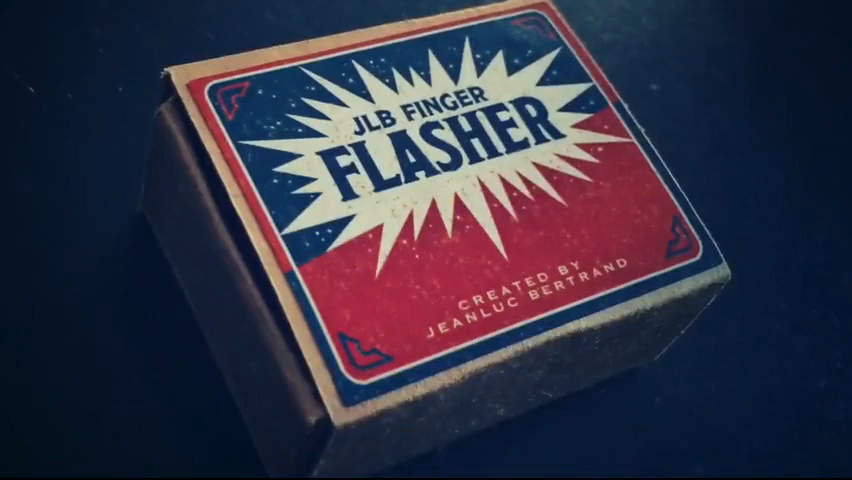 JLB FINGER
FLASHER
CREATED BY
JEANLUC BERTRAND